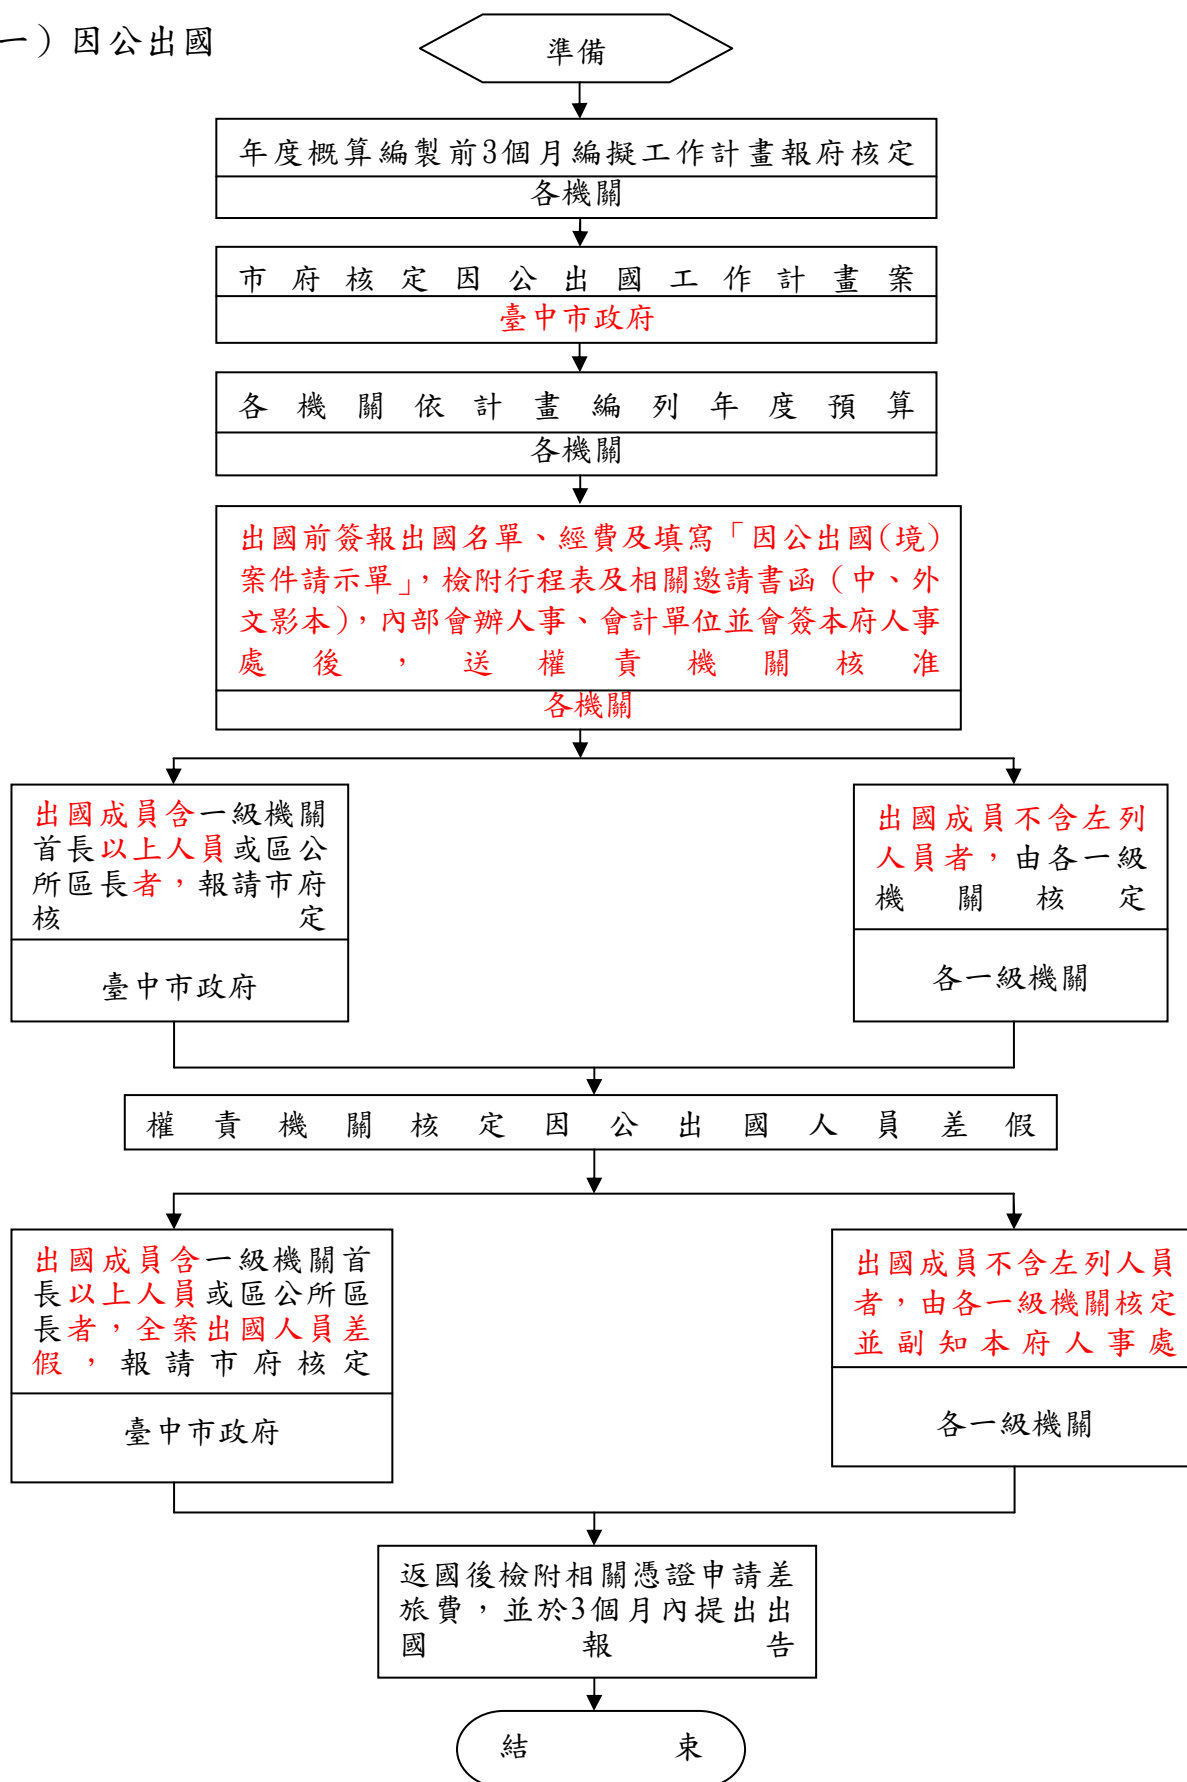 一）因公出國
準備
年度概算編製前3個月編擬工作計畫報府核定
各機關
市府核定因公出國工作計畫案
臺中市政府
各機關依計畫編列年度預算
各機關
出國前簽報出國名單、經費及填寫「因公出國(境)
案件請示單」，檢附行程表及相關邀請書函（中、外
文影本），內部會辦人事、會計單位並會簽本府人事
處後，送權責機關核准
各機關
出國成員含一級機關
首長以上人員或區公
所區長者，報請市府
核定
臺中市政府
出國成員不含左列
人員者，由各一級
機關核定
各一級機關
權責機關核定因公出國人員差假
出國成員含一級機關首
長以上人員或區公所區
長者，全案出國人員差
假，報請市府核定
臺中市政府
出國成員不含左列人員
者，由各一級機關核定
並副知本府人事處
各一級機關
返國後檢附相關憑證申請差
旅費，並於3個月內提出出
國報告
結束